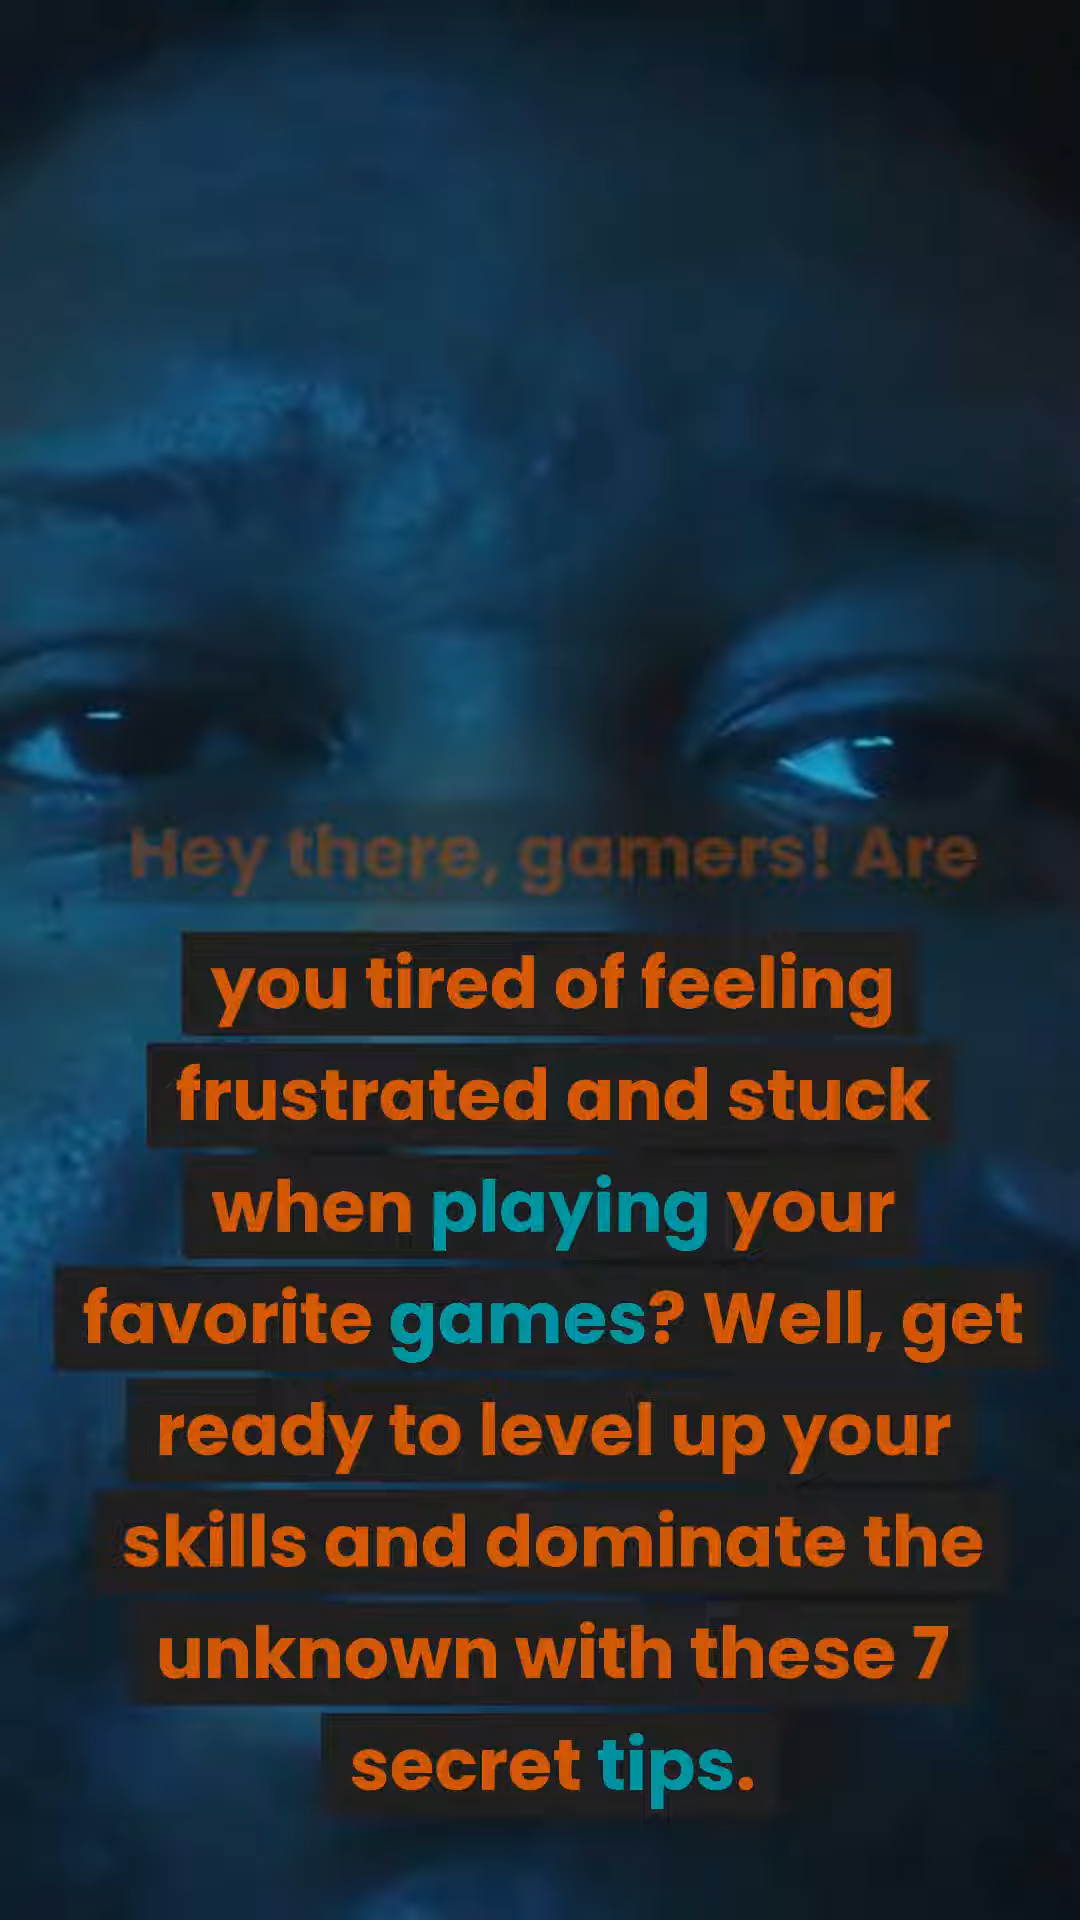 Hey there, gamers! Are
you tired of feeling
frustrated and stuck
when playing your
favorite games? Well, get
ready to level up your
skills and dominate the
unknown with these 7
secret tips.